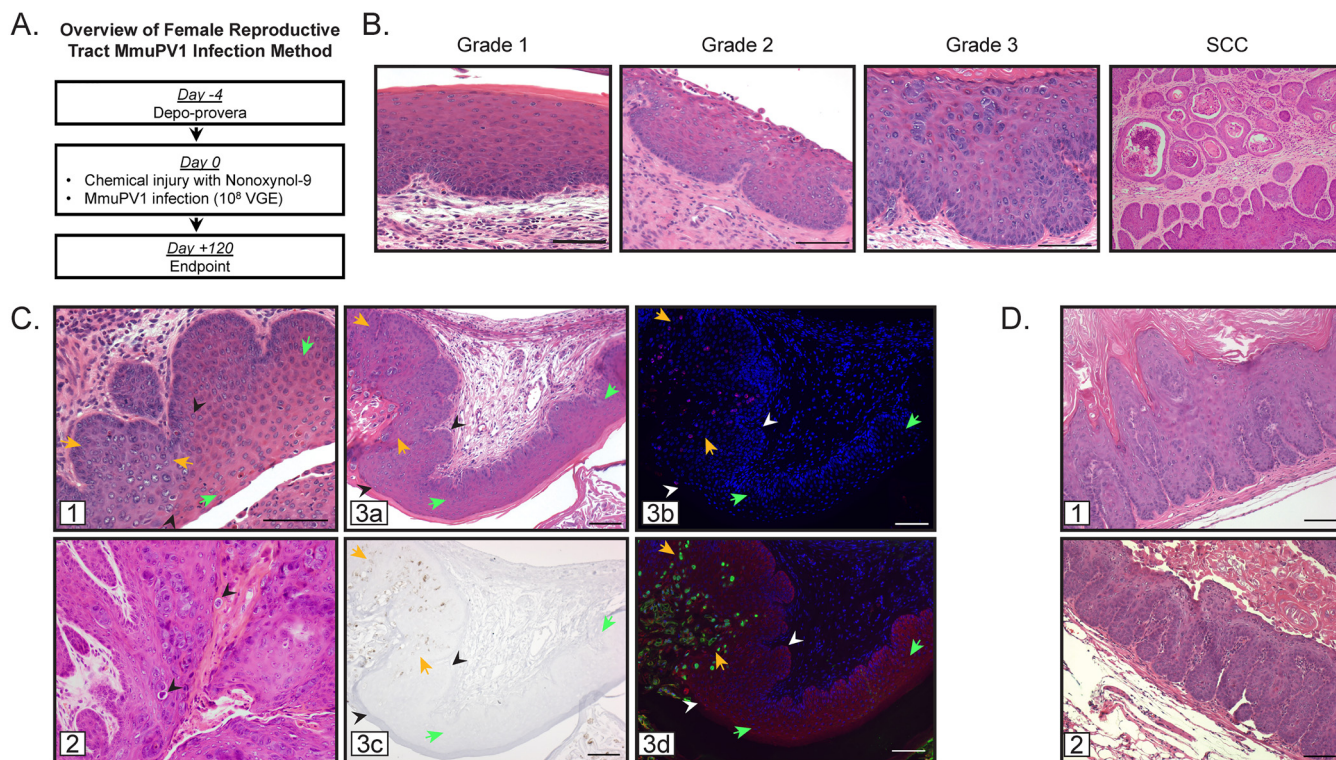 A.
Overview of Female Reproductive
Tract MmuPV1 Infection Method
Day -4
Depo-provera
Day 0
• Chemical injury with Nonoxynol-9
• MmuPV1 infection (10⁸ VGE)
Day +120
Endpoint
B.
Grade 1
Grade 2
Grade 3
SCC
C.
1
3a
3b
2
3c
3d
D.
1
2